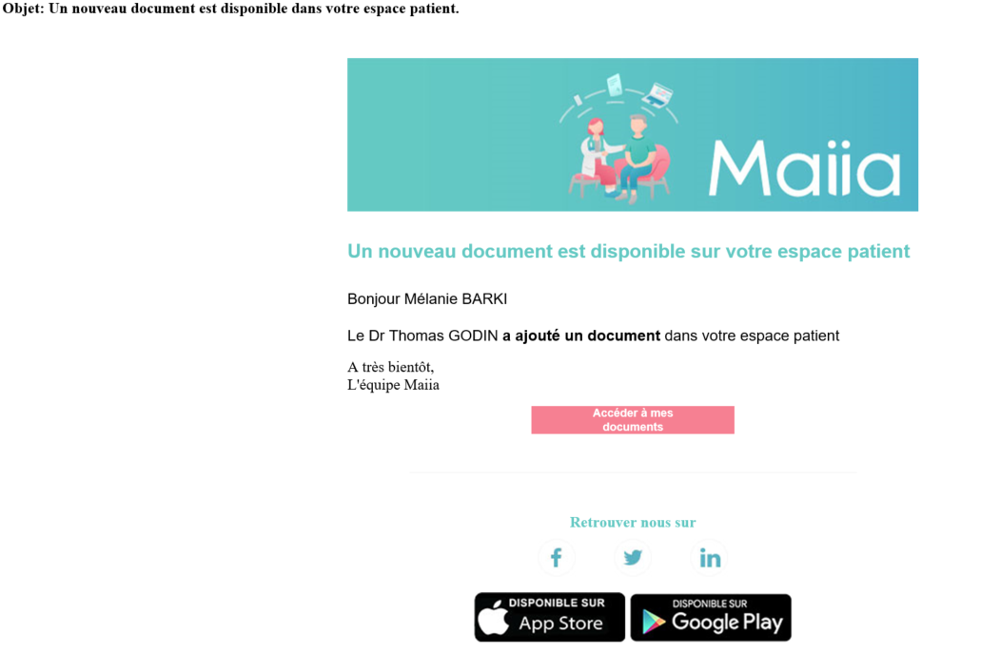 Objet: Un nouveau document est disponible dans votre espace patient.
Maiia
Un nouveau document est disponible sur votre espace patient
Bonjour Mélanie BARKI
Le Dr Thomas GODIN a ajouté un document dans votre espace patient
A très bientôt,
L'équipe Maiia
Accéder à mes
documents
Retrouver nous sur
f
in
DISPONIBLE SUR
App Store
DISPONIBLE SUR
Google Play